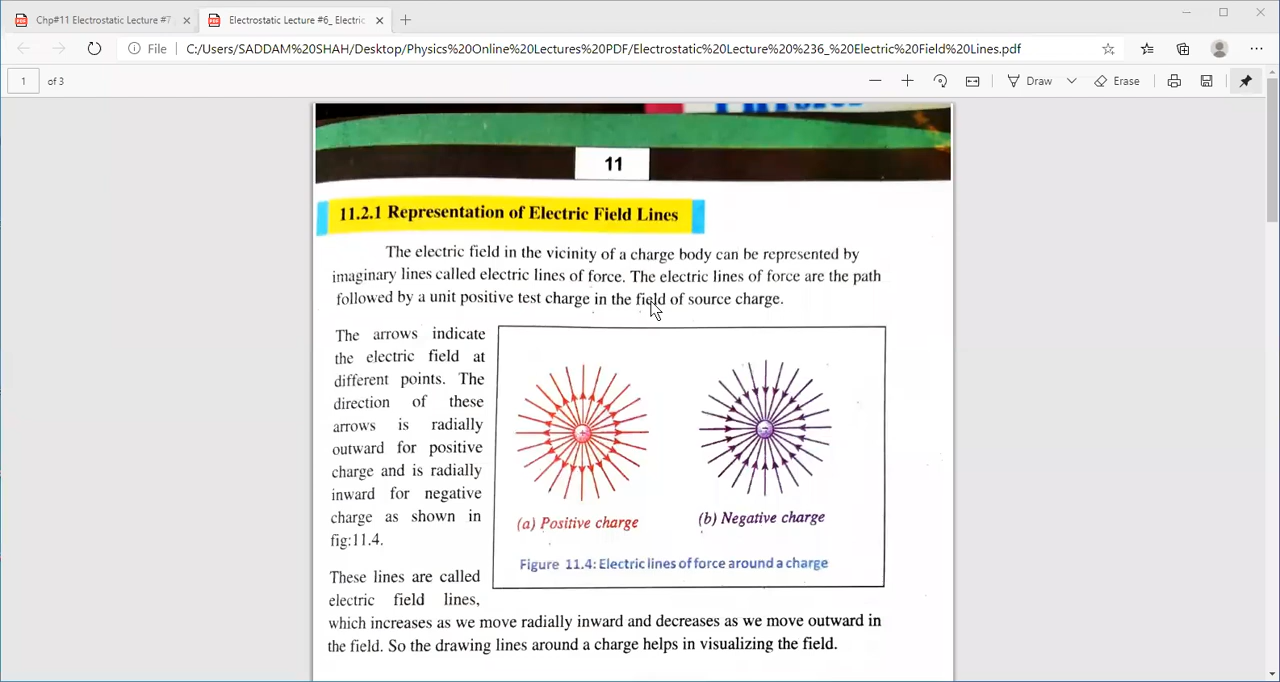 Chp#11 Electrostatic Lecture #7
Electrostatic Lecture #6_ Electric
File
C:/Users/SADDAM%20SHAH/Desktop/Physics%20Online%20Lectures%20PDF/Electrostatic%20Lecture%20%236_%20Electric%20Field%20Lines.pdf
1 of 3
Draw
Erase
11
11.2.1 Representation of Electric Field Lines
The electric field in the vicinity of a charge body can be represented by
imaginary lines called electric lines of force. The electric lines of force are the path
followed by a unit positive test charge in the field of source charge.
The arrows indicate
the electric field at
different points. The
direction of these
arrows is radially
outward for positive
charge and is radially
inward for negative
charge as shown in
fig:11.4.
(a) Positive charge
(b) Negative charge
Figure 11.4: Electric lines of force around a charge
These lines are called
electric field lines,
which increases as we move radially inward and decreases as we move outward in
the field. So the drawing lines around a charge helps in visualizing the field.